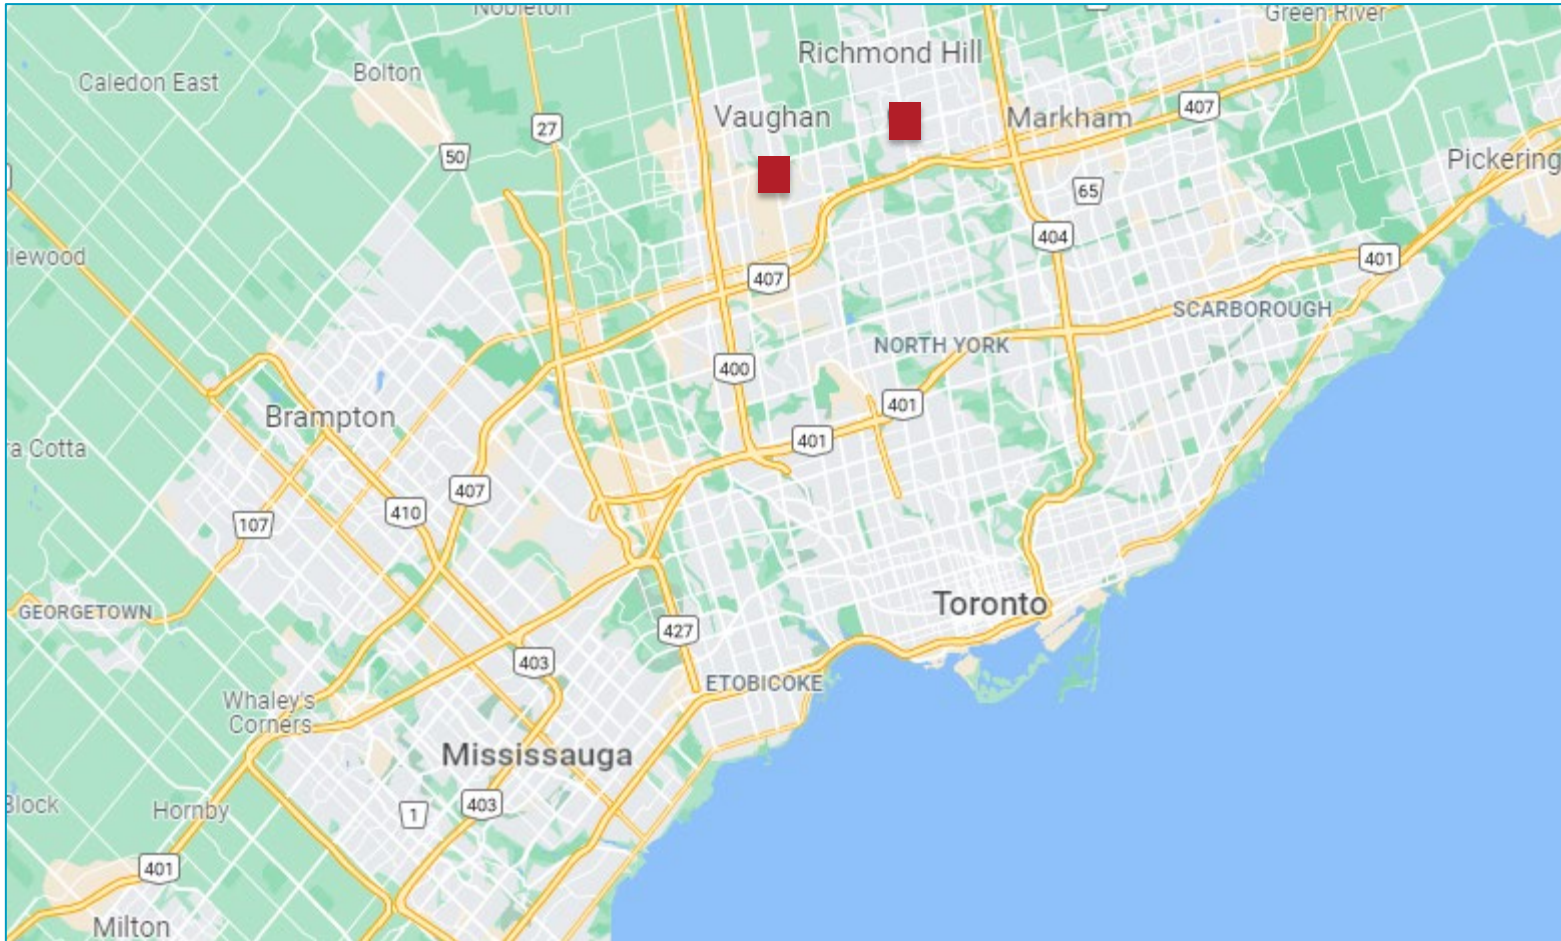 Nobleton
Green River
Richmond Hill
Caledon East
Bolton
Vaughan
407
Markham
27
50
Pickering
65
404
lewood
401
407
SCARBOROUGH
NORTH YORK
400
401
Brampton
401
ra Cotta
407
410
107
Toronto
GEORGETOWN
427
403
ETOBICOKE
Whaley's
Corners
Mississauga
Block
Hornby
403
1
401
Milton